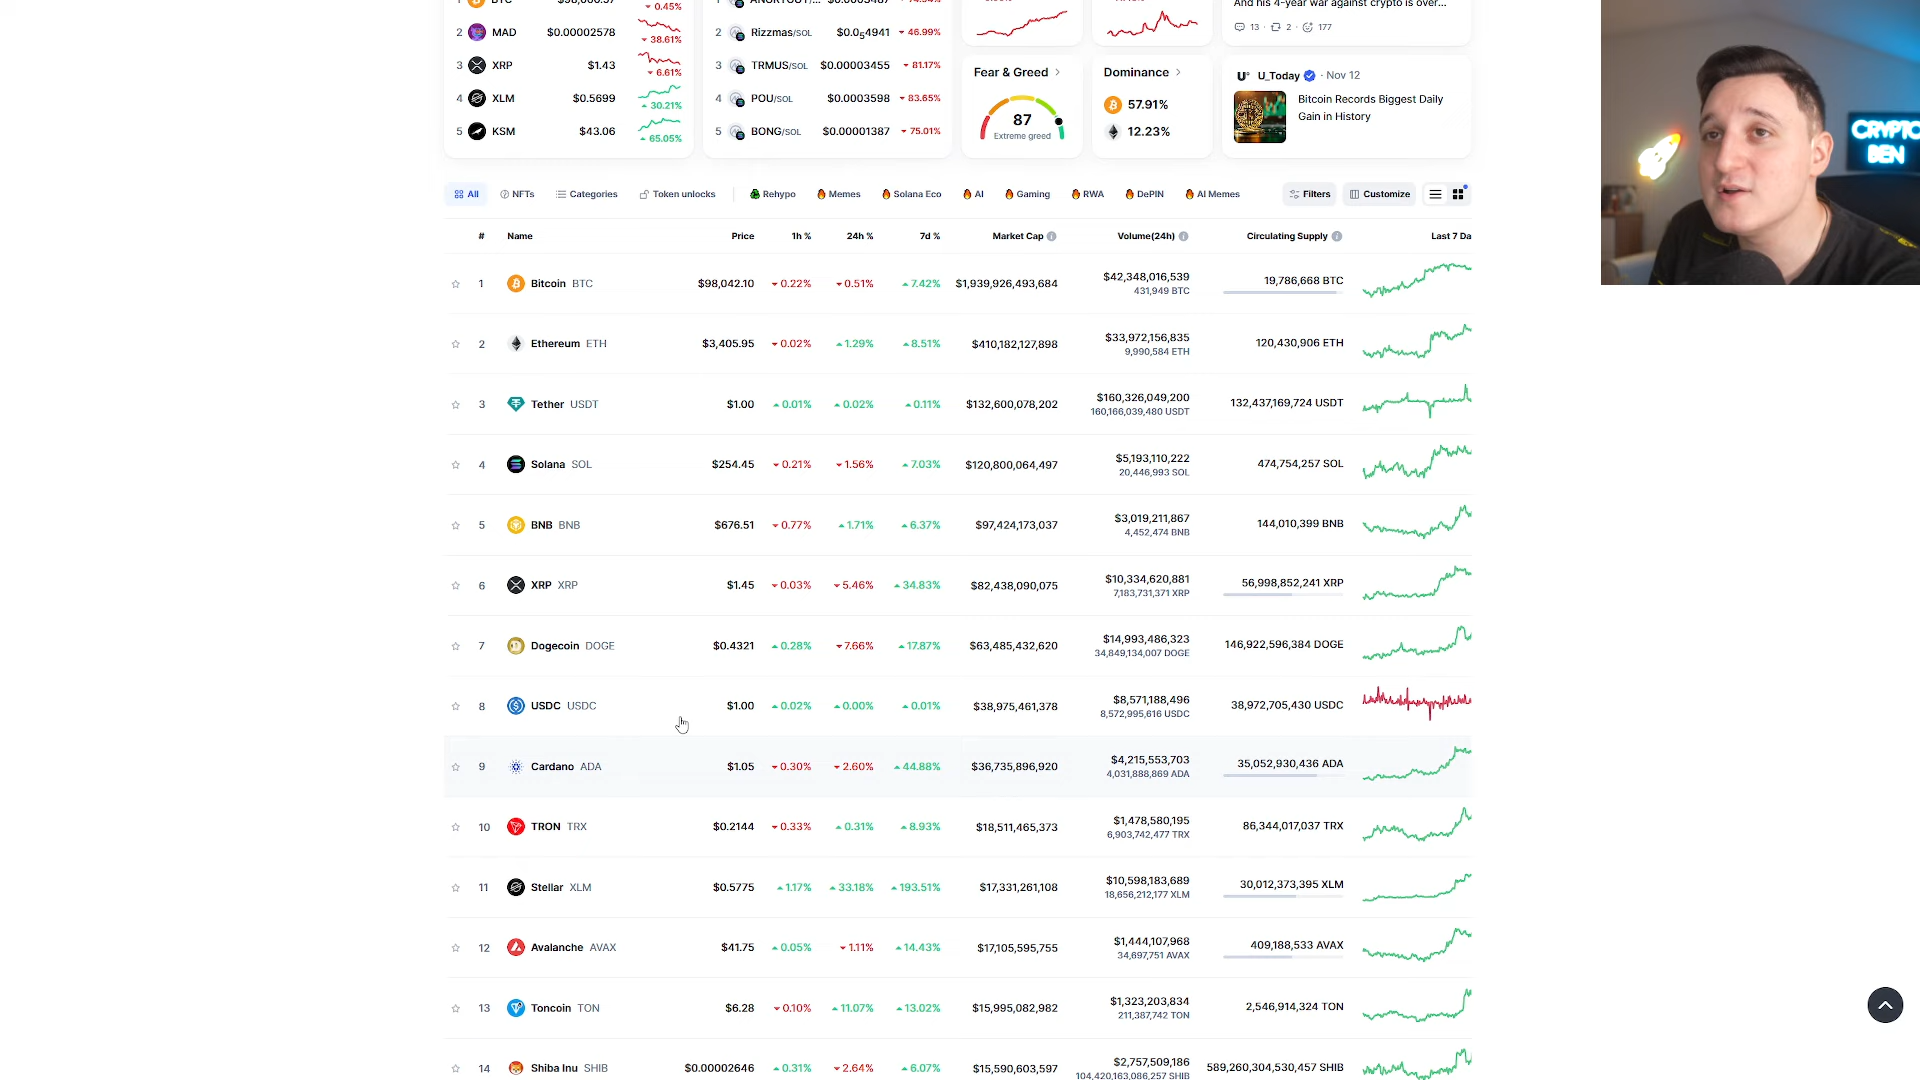 BTC
0.45%
2 MAD $0.00002578 38.61%
3 XRP $1.43 6.61%
4 XLM $0.5699 30.21%
5 KSM $43.06 65.05%
2 Rizzmas/SOL $0.0₅4941 46.99%
3 TRMUS/SOL $0.00003455 81.17%
4 POU/SOL $0.0003598 83.65%
5 BONG/SOL $0.00001387 75.01%
Fear & Greed
87
Extreme greed
Dominance
57.91%
12.23%
And his 4-year war against crypto is over...
13 · 2 · 177
U_Today · Nov 12
Bitcoin Records Biggest Daily
Gain in History
CRYPTO
BEN
All NFTs Categories Token unlocks Rehypo Memes Solana Eco AI Gaming RWA DePIN AI Memes Filters Customize
# Name Price 1h % 24h % 7d % Market Cap Volume(24h) Circulating Supply Last 7 Da
1 Bitcoin BTC $98,042.10 0.22% 0.51% 7.42% $1,939,926,493,684 $42,348,016,539 19,786,668 BTC
431,949 BTC
2 Ethereum ETH $3,405.95 0.02% 1.29% 8.51% $410,182,127,898 $33,972,156,835 120,430,906 ETH
9,990,584 ETH
3 Tether USDT $1.00 0.01% 0.02% 0.11% $132,600,078,202 $160,326,049,200 132,437,169,724 USDT
160,166,039,480 USDT
4 Solana SOL $254.45 0.21% 1.56% 7.03% $120,800,064,497 $5,193,110,222 474,754,257 SOL
20,446,993 SOL
5 BNB BNB $676.51 0.77% 1.71% 6.37% $97,424,173,037 $3,019,211,867 144,010,399 BNB
4,452,474 BNB
6 XRP XRP $1.45 0.03% 5.46% 34.83% $82,438,090,075 $10,334,620,881 56,998,852,241 XRP
7,183,731,371 XRP
7 Dogecoin DOGE $0.4321 0.28% 7.66% 17.87% $63,485,432,620 $14,993,486,323 146,922,596,384 DOGE
34,849,134,007 DOGE
8 USDC USDC $1.00 0.02% 0.00% 0.01% $38,975,461,378 $8,571,188,496 38,972,705,430 USDC
8,572,995,616 USDC
9 Cardano ADA $1.05 0.30% 2.60% 44.88% $36,735,896,920 $4,215,553,703 35,052,930,436 ADA
4,031,888,869 ADA
10 TRON TRX $0.2144 0.33% 0.31% 8.93% $18,511,465,373 $1,478,580,195 86,344,017,037 TRX
6,903,742,477 TRX
11 Stellar XLM $0.5775 1.17% 33.18% 193.51% $17,331,261,108 $10,598,183,689 30,012,373,395 XLM
18,656,212,177 XLM
12 Avalanche AVAX $41.75 0.05% 1.11% 14.43% $17,105,595,755 $1,444,107,968 409,188,533 AVAX
34,697,751 AVAX
13 Toncoin TON $6.28 0.10% 11.07% 13.02% $15,995,082,982 $1,323,203,834 2,546,914,324 TON
211,387,742 TON
14 Shiba Inu SHIB $0.00002646 0.31% 2.64% 6.07% $15,590,603,597 $2,757,509,186 589,260,304,530,457 SHIB
104,420,163,086,257 SHIB